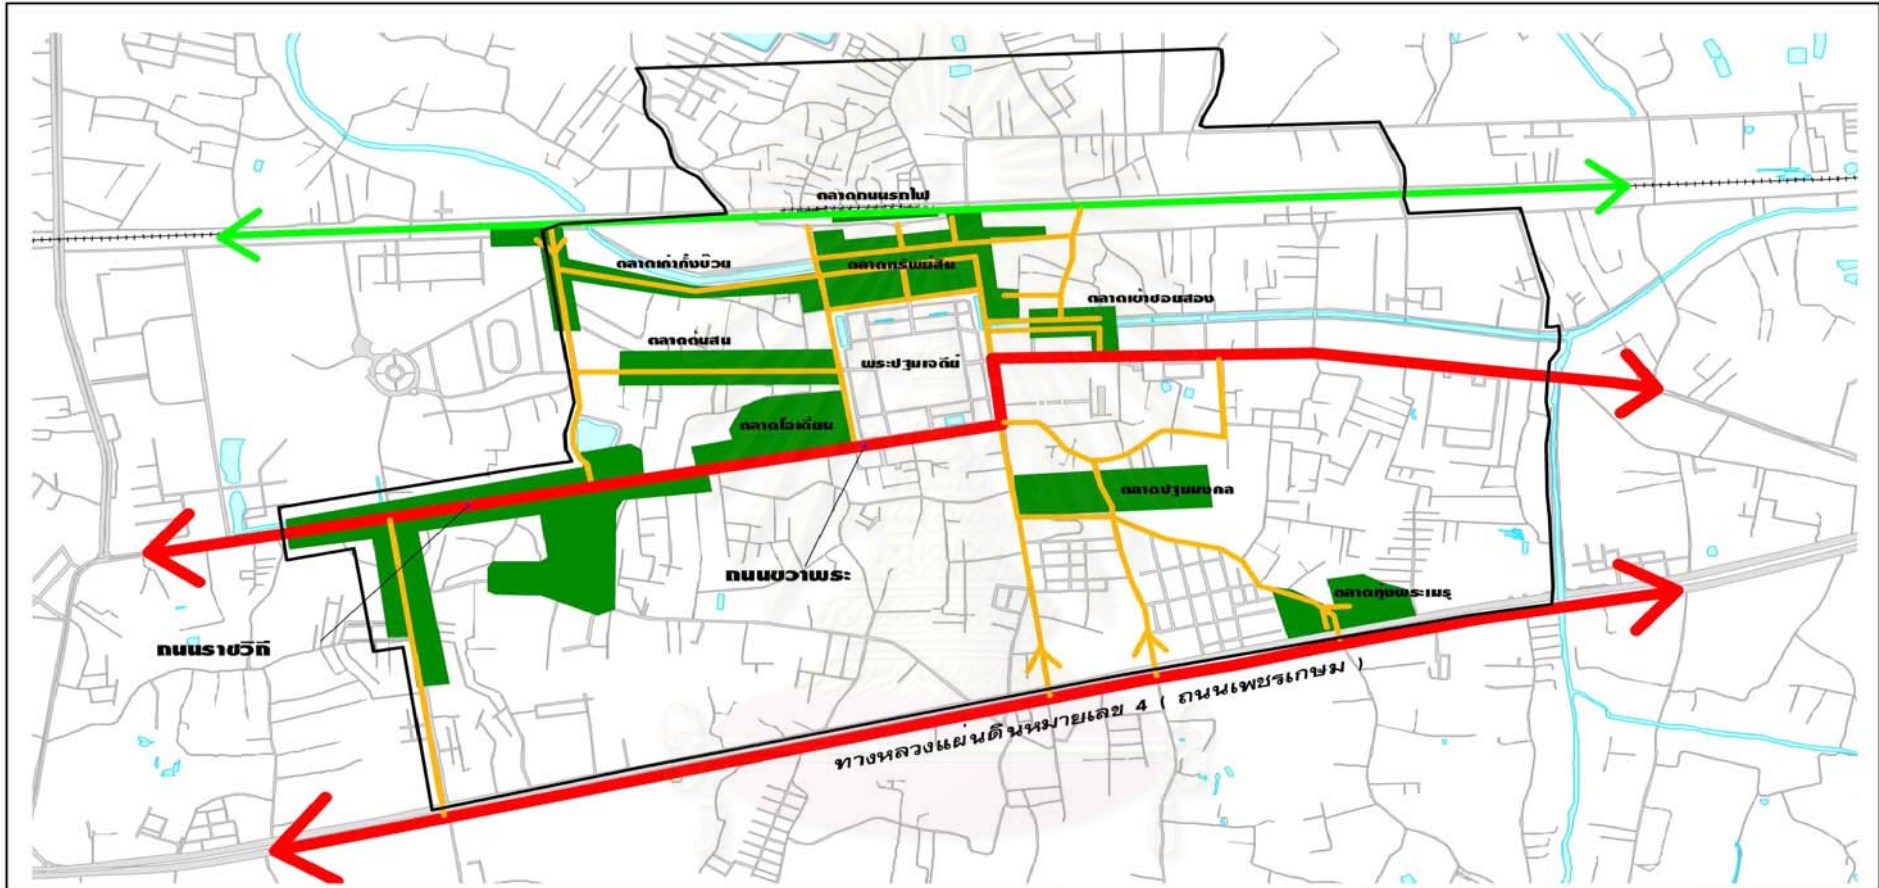 ตลาดถนนรถไฟ
ตลาดเก่ากั๊งป๊วย
ตลาดทรัพย์สิน
ตลาดเช้าซอยสอง
ตลาดต้นสน
พระปฐมเจดีย์
ตลาดโอเดี่ยน
ตลาดปฐมมงคล
ถนนขวาพระ
ตลาดทุ่งพระเมรุ
ถนนราชวิถี
ทางหลวงแผ่นดินหมายเลข 4 ( ถนนเพชรเกษม )